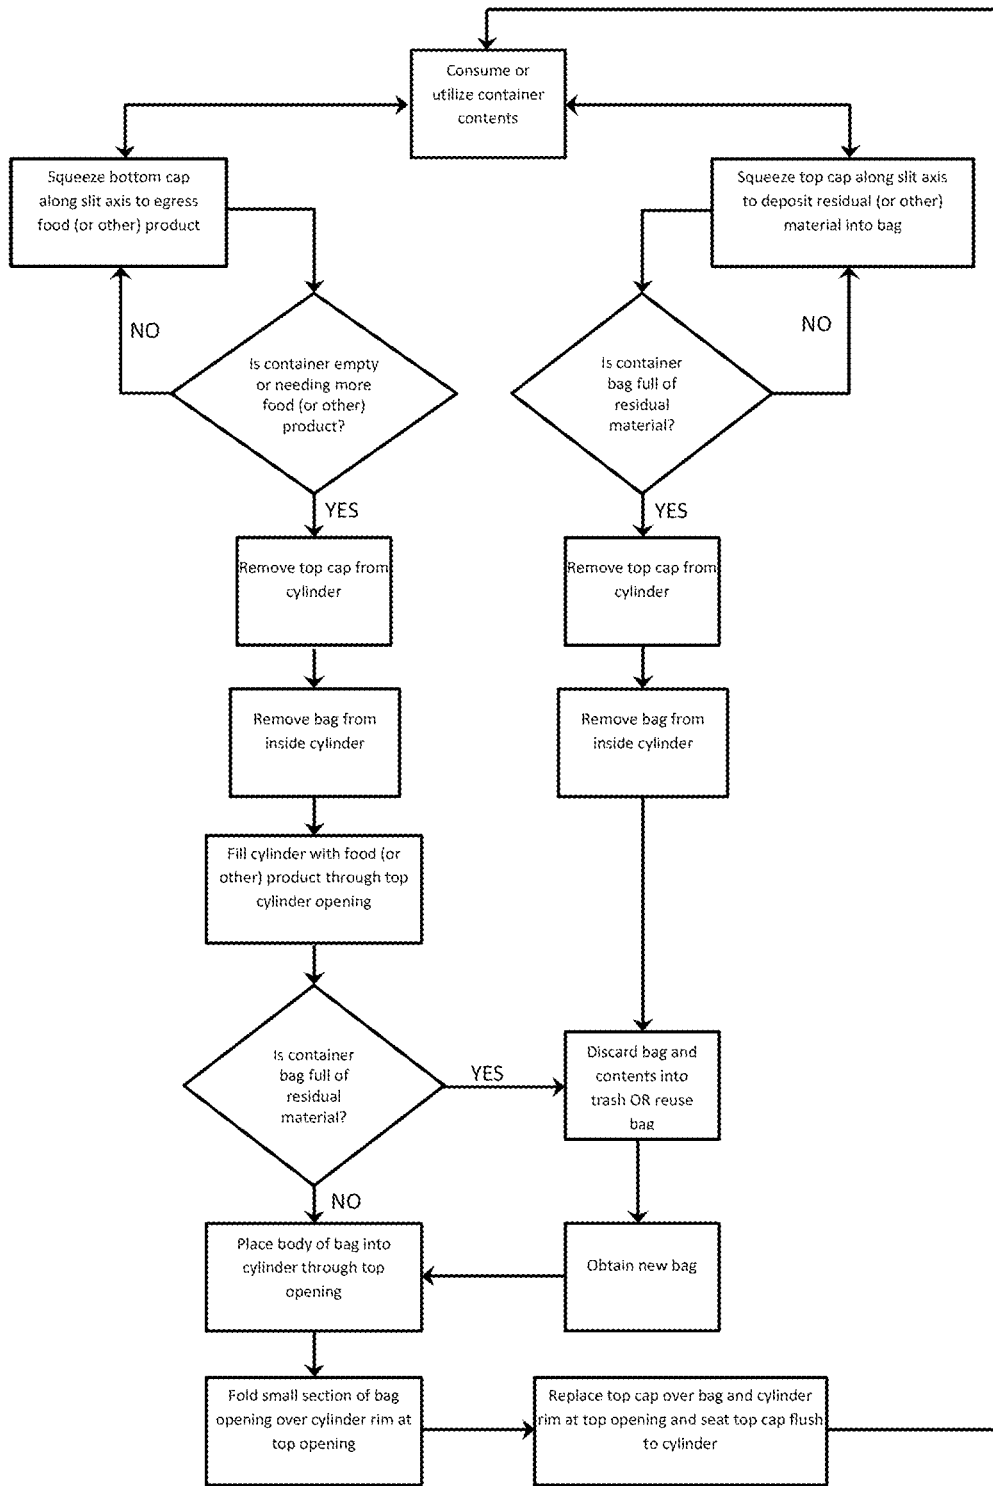 Consume or
utilize container
contents
Squeeze bottom cap
along slit axis to egress
food (or other) product
Squeeze top cap along slit axis
to deposit residual (or other)
material into bag
NO
NO
Is container empty
or needing more
food (or other)
product?
Is container
bag full of
residual
material?
YES
YES
Remove top cap from
cylinder
Remove top cap from
cylinder
Remove bag from
inside cylinder
Remove bag from
inside cylinder
Fill cylinder with food (or
other) product through top
cylinder opening
Is container
bag full of
residual
material?
YES
Discard bag and
contents into
trash OR reuse
bag
NO
Place body of bag into
cylinder through top
opening
Obtain new bag
Fold small section of bag
opening over cylinder rim at
top opening
Replace top cap over bag and cylinder
rim at top opening and seat top cap flush
to cylinder